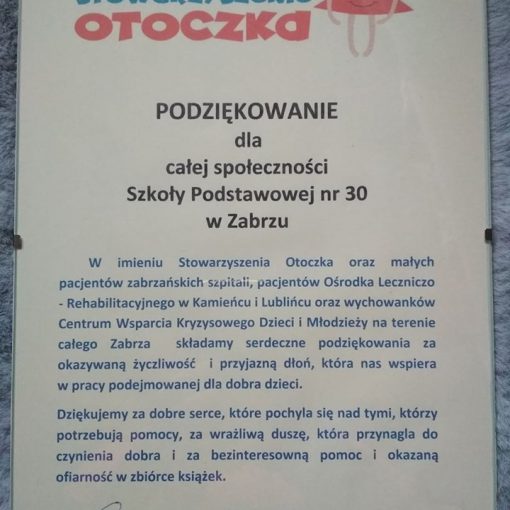 STOWARZYSZENIE
OTOCZKA
PODZIĘKOWANIE
dla
całej społeczności
Szkoły Podstawowej nr 30
w Zabrzu
W imieniu Stowarzyszenia Otoczka oraz małych
pacjentów zabrzańskich szpitali, pacjentów Ośrodka Leczniczo
- Rehabilitacyjnego w Kamieńcu i Lublińcu oraz wychowanków
Centrum Wsparcia Kryzysowego Dzieci i Młodzieży na terenie
całego Zabrza składamy serdeczne podziękowania za
okazywaną życzliwość i przyjazną dłoń, która nas wspiera
w pracy podejmowanej dla dobra dzieci.
Dziękujemy za dobre serce, które pochyla się nad tymi, którzy
potrzebują pomocy, za wrażliwą duszę, która przynagla do
czynienia dobra i za bezinteresowną pomoc i okazaną
ofiarność w zbiórce książek.